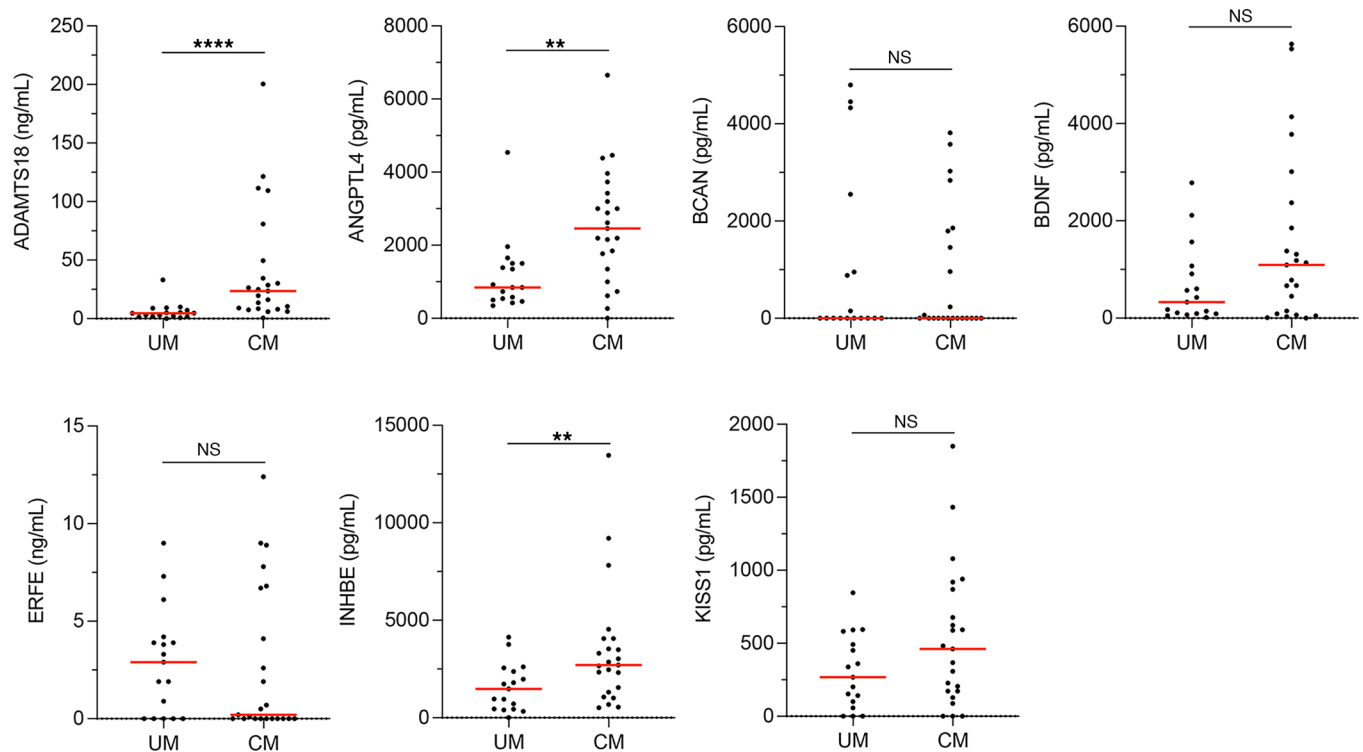 ADAMTS18 (ng/mL)
250
200
150
100
50
0
****
UM CM
ANGPTL4 (pg/mL)
8000
6000
4000
2000
0
**
UM CM
BCAN (pg/mL)
6000
4000
2000
0
NS
UM CM
BDNF (pg/mL)
6000
4000
2000
0
NS
UM CM
ERFE (ng/mL)
15
10
5
0
NS
UM CM
INHBE (pg/mL)
15000
10000
5000
0
**
UM CM
KISS1 (pg/mL)
2000
1500
1000
500
0
NS
UM CM